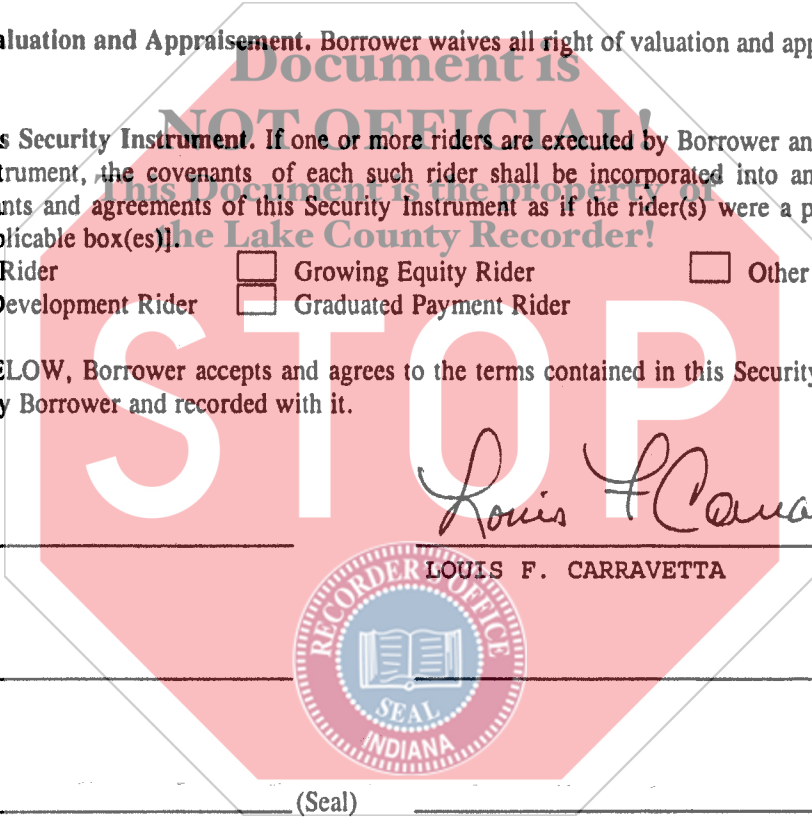 aluation and Appraisement. Borrower waives all right of valuation and app
Document is
NOT OFFICIAL!
s Security Instrument. If one or more riders are executed by Borrower an
trument, the covenants of each such rider shall be incorporated into an
This Document is the property of
nts and agreements of this Security Instrument as if the rider(s) were a p
plicable box(es)].
the Lake County Recorder!
Rider Growing Equity Rider Other
Development Rider Graduated Payment Rider
STOP
ELOW, Borrower accepts and agrees to the terms contained in this Security
y Borrower and recorded with it.
Louis F Carra
LOUIS F. CARRAVETTA
RECORDER'S OFFICE
SEAL
INDIANA
(Seal)